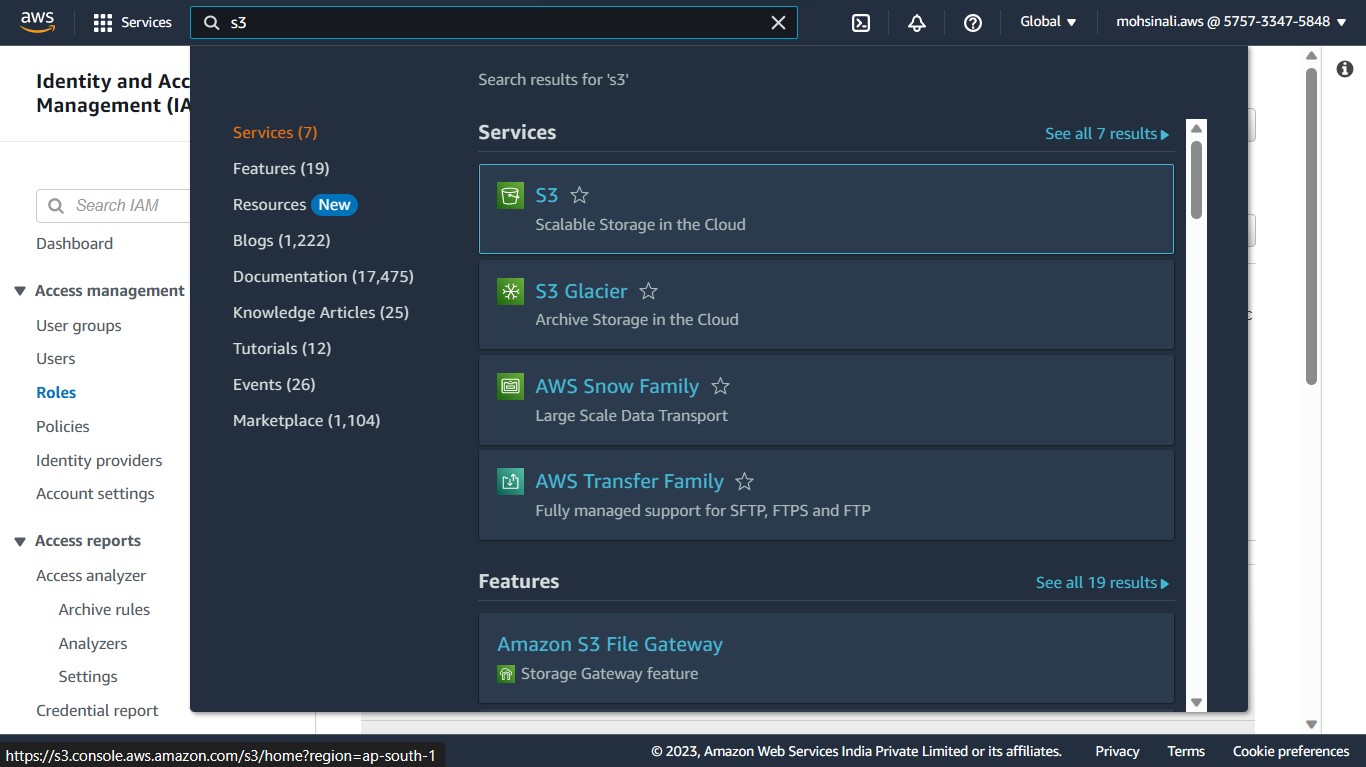 aws
Services
s3
Global
mohsinali.aws @ 5757-3347-5848
Identity and Acc
Management (IA
Search IAM
Dashboard
Access management
User groups
Users
Roles
Policies
Identity providers
Account settings
Access reports
Access analyzer
Archive rules
Analyzers
Settings
Credential report
Search results for 's3'
Services (7)
Features (19)
Resources New
Blogs (1,222)
Documentation (17,475)
Knowledge Articles (25)
Tutorials (12)
Events (26)
Marketplace (1,104)
Services
See all 7 results
S3
Scalable Storage in the Cloud
S3 Glacier
Archive Storage in the Cloud
AWS Snow Family
Large Scale Data Transport
AWS Transfer Family
Fully managed support for SFTP, FTPS and FTP
Features
See all 19 results
Amazon S3 File Gateway
Storage Gateway feature
https://s3.console.aws.amazon.com/s3/home?region=ap-south-1
© 2023, Amazon Web Services India Private Limited or its affiliates.
Privacy
Terms
Cookie preferences